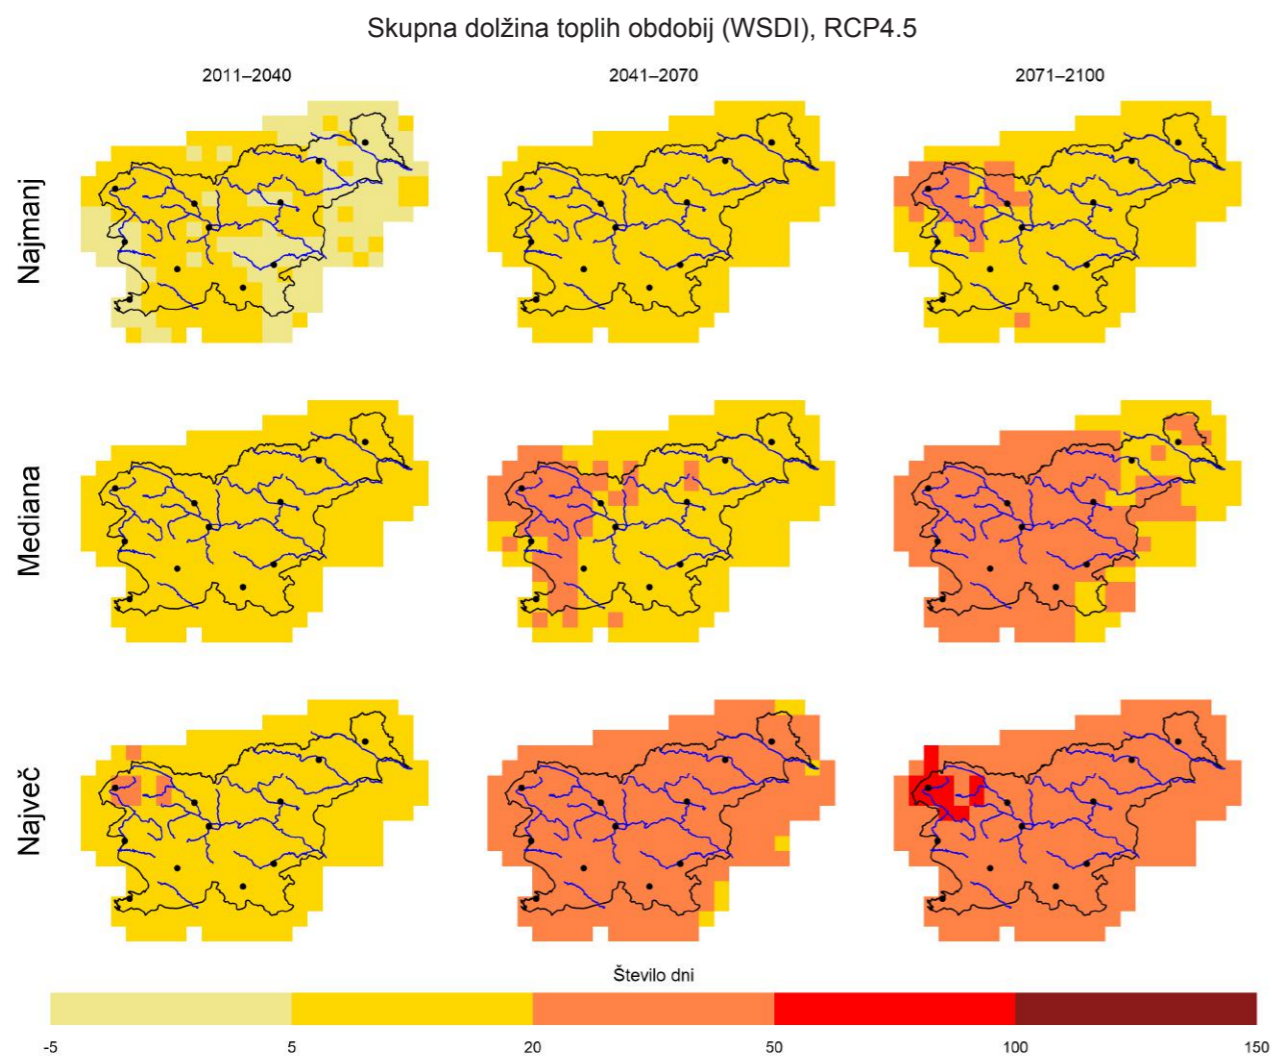 Skupna dolžina toplih obdobij (WSDI), RCP4.5
2011–2040 2041–2070 2071–2100
Najmanj
Mediana
Največ
Število dni
-5 5 20 50 100 150